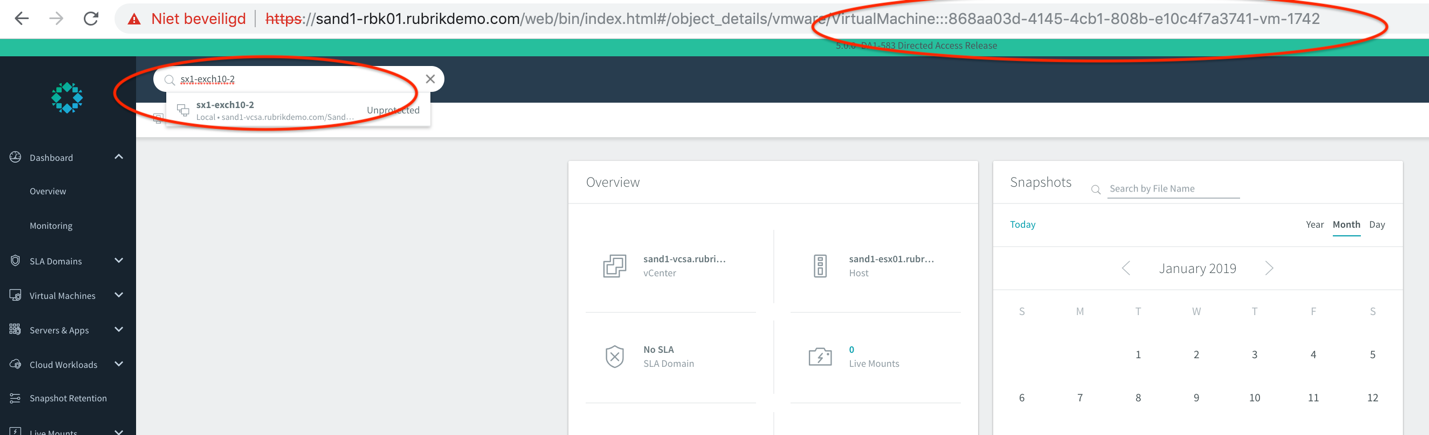 Niet beveiligd | https://sand1-rbk01.rubrikdemo.com/web/bin/index.html#/object_details/vmware/VirtualMachine:::868aa03d-4145-4cb1-808b-e10c4f7a3741-vm-1742
5.0.0-DA1-583 Directed Access Release
sx1-exch10-2
sx1-exch10-2
Unprotected
Local • sand1-vcsa.rubrikdemo.com/Sand...
Dashboard
Overview
Monitoring
SLA Domains
Virtual Machines
Servers & Apps
Cloud Workloads
Snapshot Retention
Live Mounts
Overview
sand1-vcsa.rubri...
vCenter
sand1-esx01.rubr...
Host
No SLA
SLA Domain
0
Live Mounts
Snapshots
Search by File Name
Today
Year Month Day
January 2019
S M T W T F S
1 2 3 4 5
6 7 8 9 10 11 12